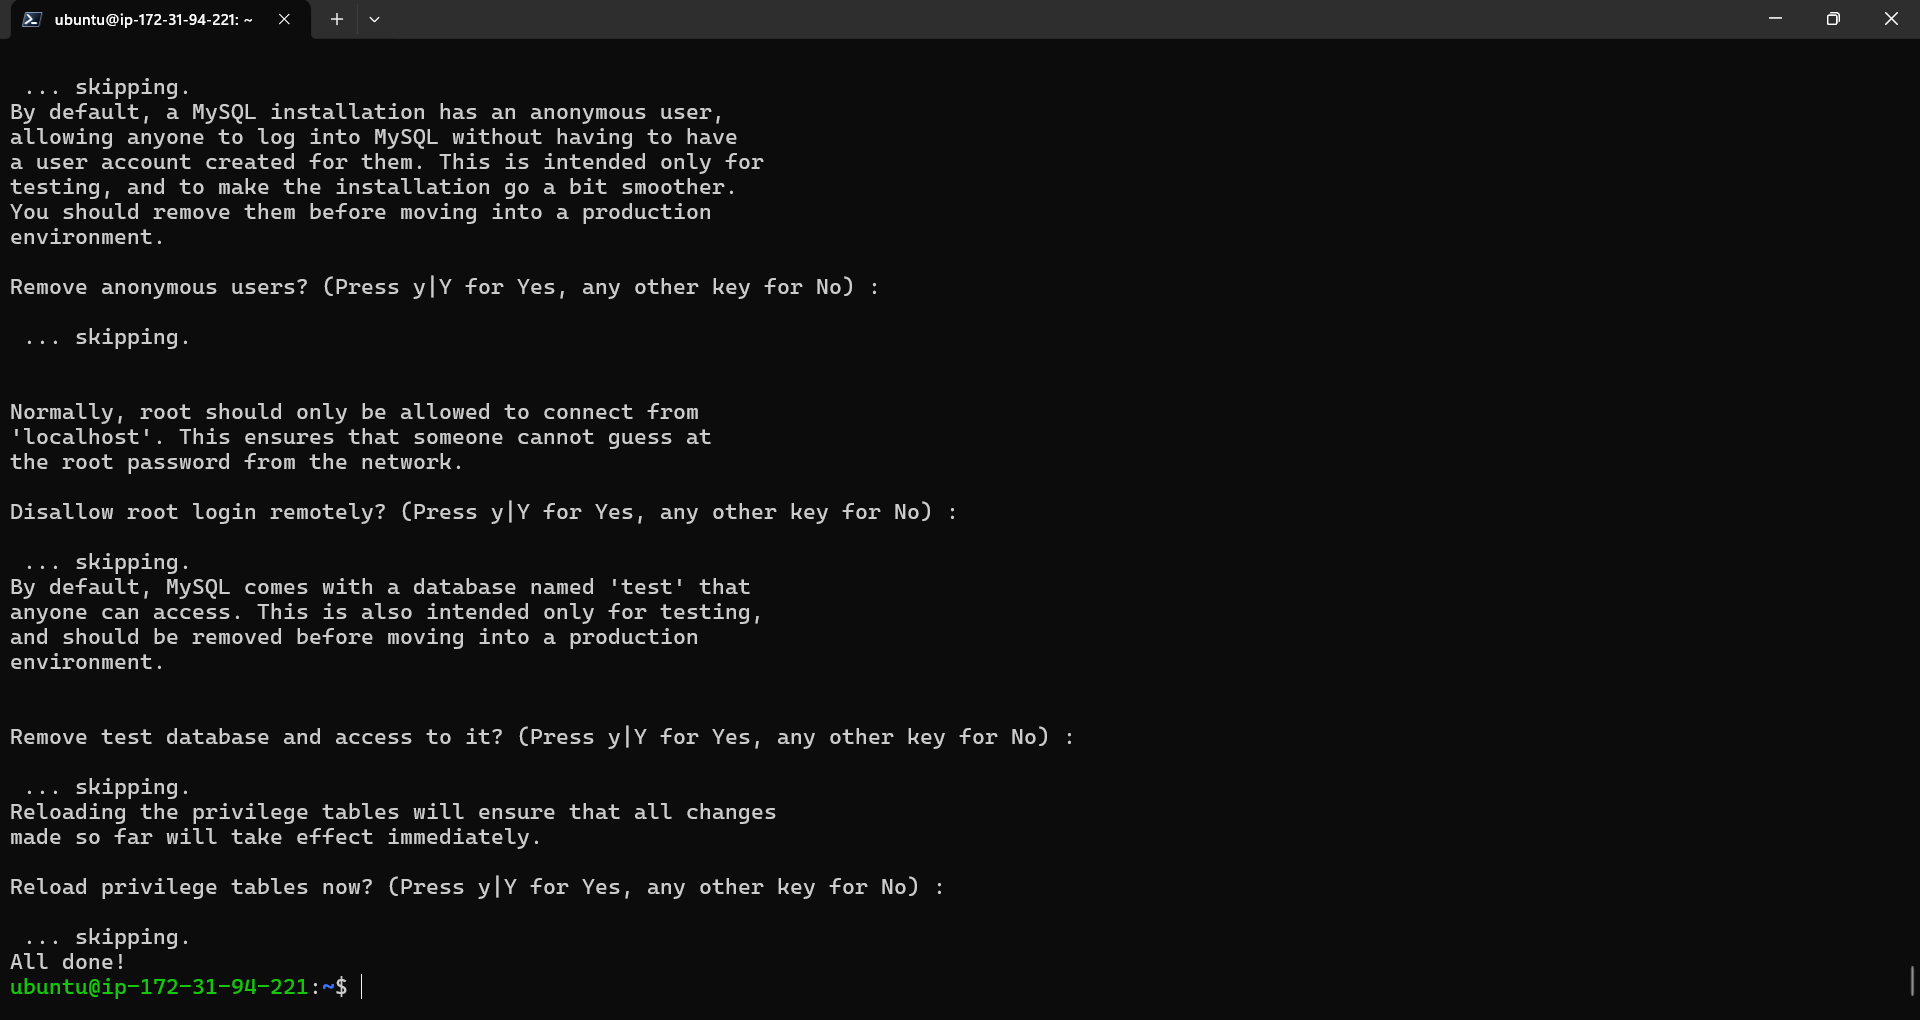 ubuntu@ip-172-31-94-221: ~
... skipping.
By default, a MySQL installation has an anonymous user,
allowing anyone to log into MySQL without having to have
a user account created for them. This is intended only for
testing, and to make the installation go a bit smoother.
You should remove them before moving into a production
environment.
Remove anonymous users? (Press y|Y for Yes, any other key for No) :
... skipping.
Normally, root should only be allowed to connect from
'localhost'. This ensures that someone cannot guess at
the root password from the network.
Disallow root login remotely? (Press y|Y for Yes, any other key for No) :
... skipping.
By default, MySQL comes with a database named 'test' that
anyone can access. This is also intended only for testing,
and should be removed before moving into a production
environment.
Remove test database and access to it? (Press y|Y for Yes, any other key for No) :
... skipping.
Reloading the privilege tables will ensure that all changes
made so far will take effect immediately.
Reload privilege tables now? (Press y|Y for Yes, any other key for No) :
... skipping.
All done!
ubuntu@ip-172-31-94-221:~$